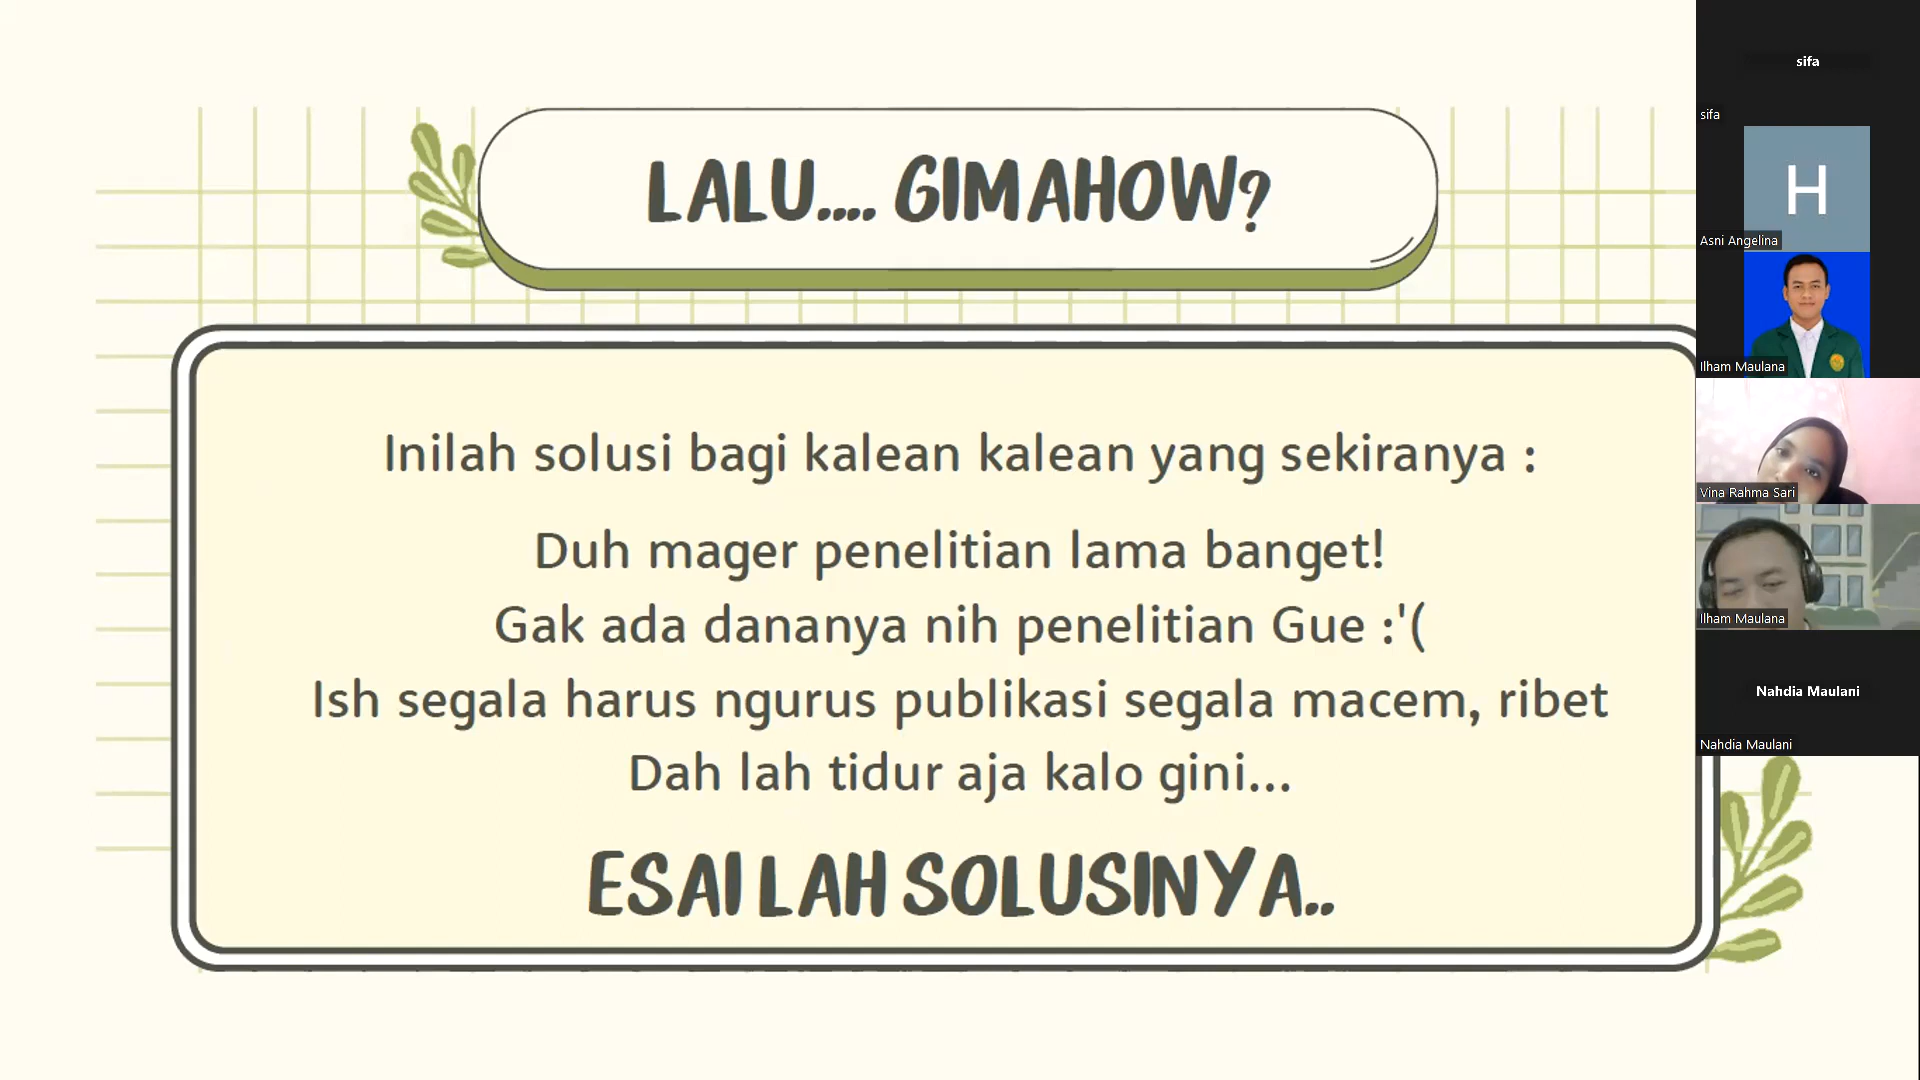 LALU.... GIMAHOW?
Inilah solusi bagi kalean kalean yang sekiranya :
Duh mager penelitian lama banget!
Gak ada dananya nih penelitian Gue :'(
Ish segala harus ngurus publikasi segala macem, ribet
Dah lah tidur aja kalo gini...
ESAI LAH SOLUSINYA..
sifa
sifa
H
Asni Angelina
Ilham Maulana
Vina Rahma Sari
Ilham Maulana
Nahdia Maulani
Nahdia Maulani